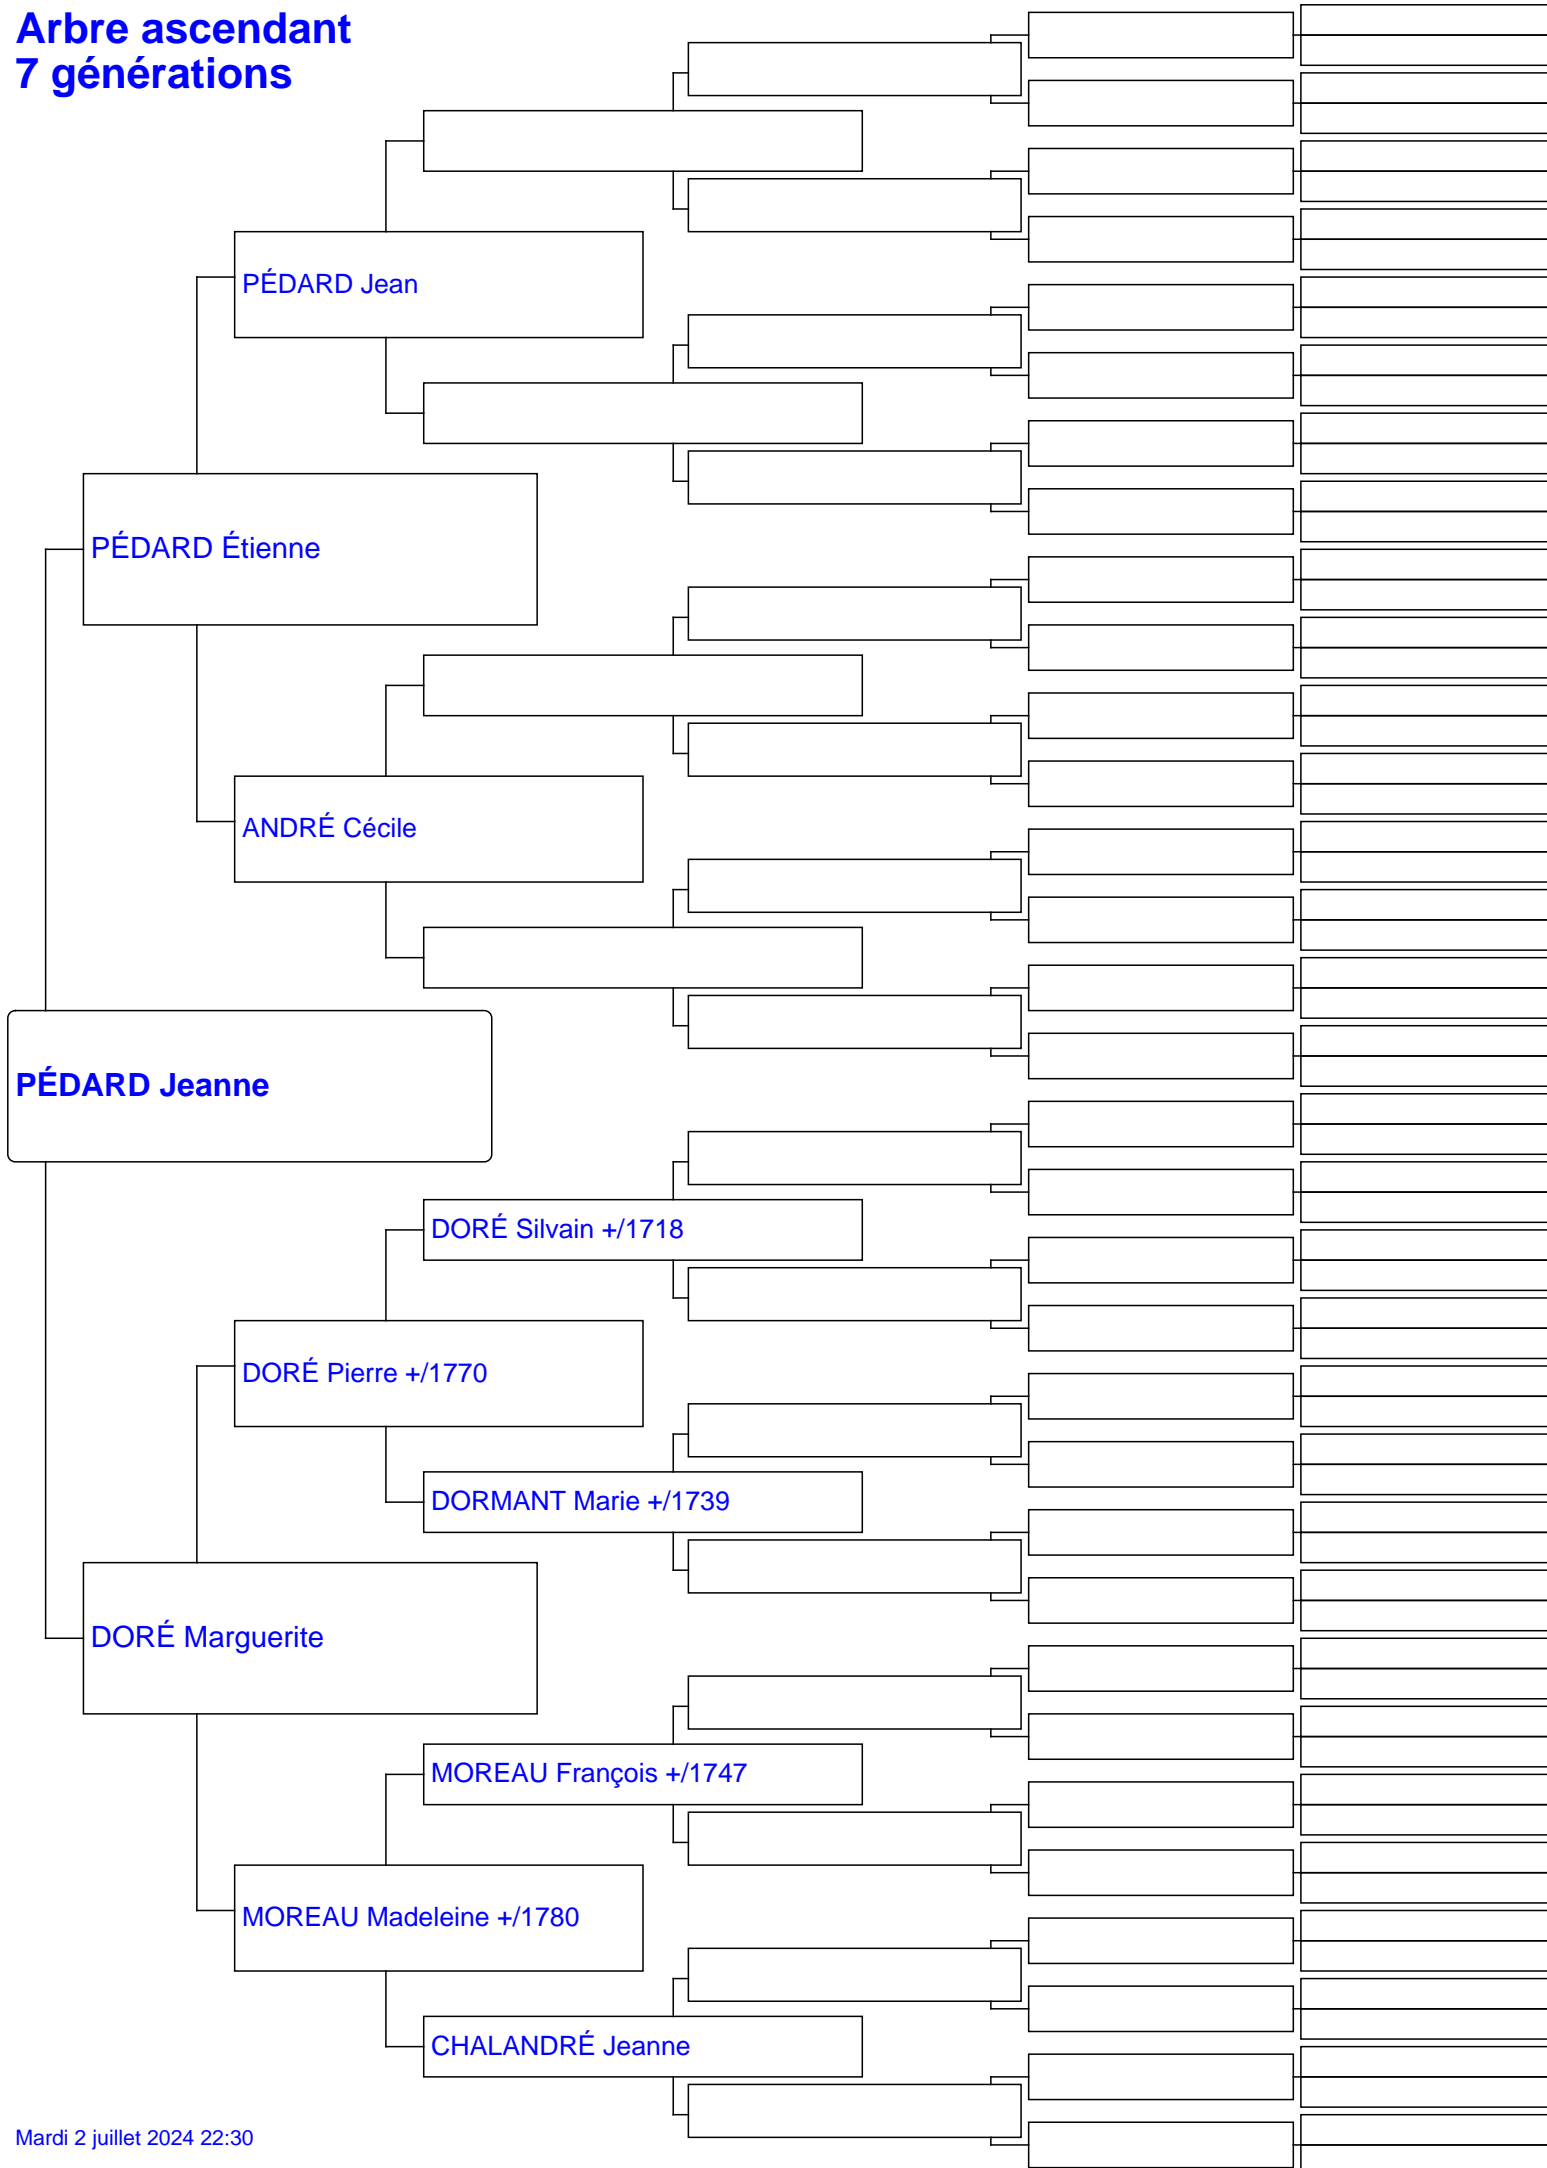 Arbre ascendant
7 générations
PÉDARD Jean
PÉDARD Étienne
ANDRÉ Cécile
PÉDARD Jeanne
DORÉ Silvain +/1718
DORÉ Pierre +/1770
DORMANT Marie +/1739
DORÉ Marguerite
MOREAU François +/1747
MOREAU Madeleine +/1780
CHALANDRÉ Jeanne
Mardi 2 juillet 2024 22:30